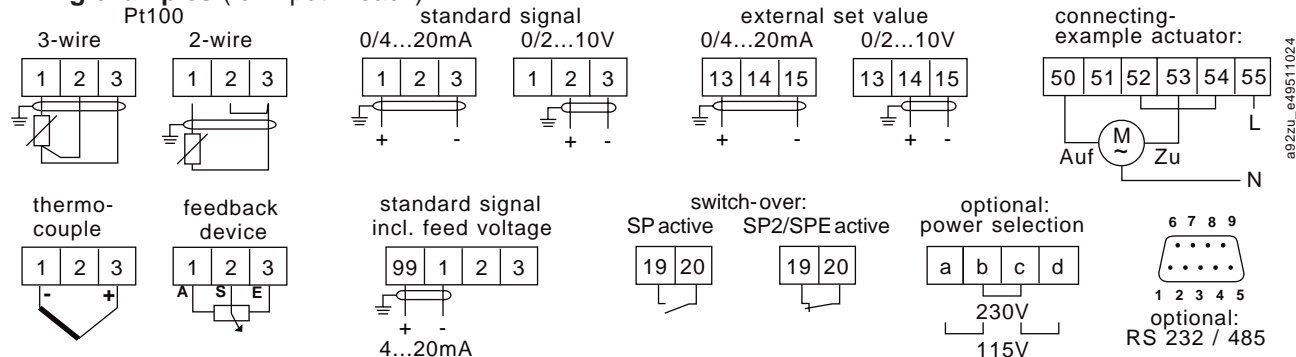 Pt100
3-wire
1 2 3
2-wire
1 2 3
standard signal
0/4...20mA
1 2 3
+ -
0/2...10V
1 2 3
+ -
external set value
0/4...20mA
13 14 15
+ -
0/2...10V
13 14 15
+ -
connecting-
example actuator:
50 51 52 53 54 55
L
M
~
Auf Zu
N
a92zu_e49511024
thermo-
couple
1 2 3
- +
feedback
device
1 2 3
A S E
standard signal
incl. feed voltage
99 1 2 3
+ -
4...20mA
switch-over:
SP active
19 20
SP2/SPE active
19 20
optional:
power selection
a b c d
230V
115V
6 7 8 9
1 2 3 4 5
optional:
RS 232 / 485